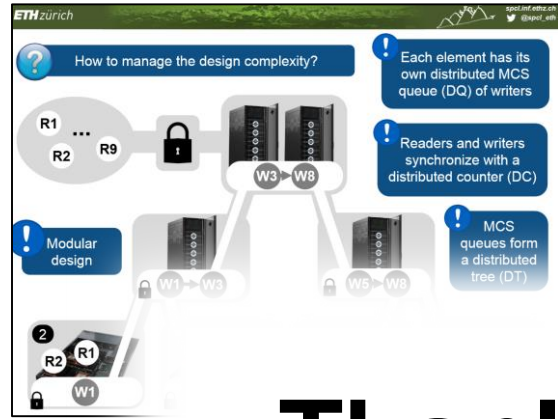 ETH zürich
spcl.inf.ethz.ch
@spcl_eth
? How to manage the design complexity?
! Each element has its
own distributed MCS
queue (DQ) of writers
R1
...
R2
R9
W3
W8
! Readers and writers
synchronize with a
distributed counter (DC)
! Modular
design
! MCS
queues form
a distributed
tree (DT)
W1
W3
W5
W8
2
R2
R1
W1